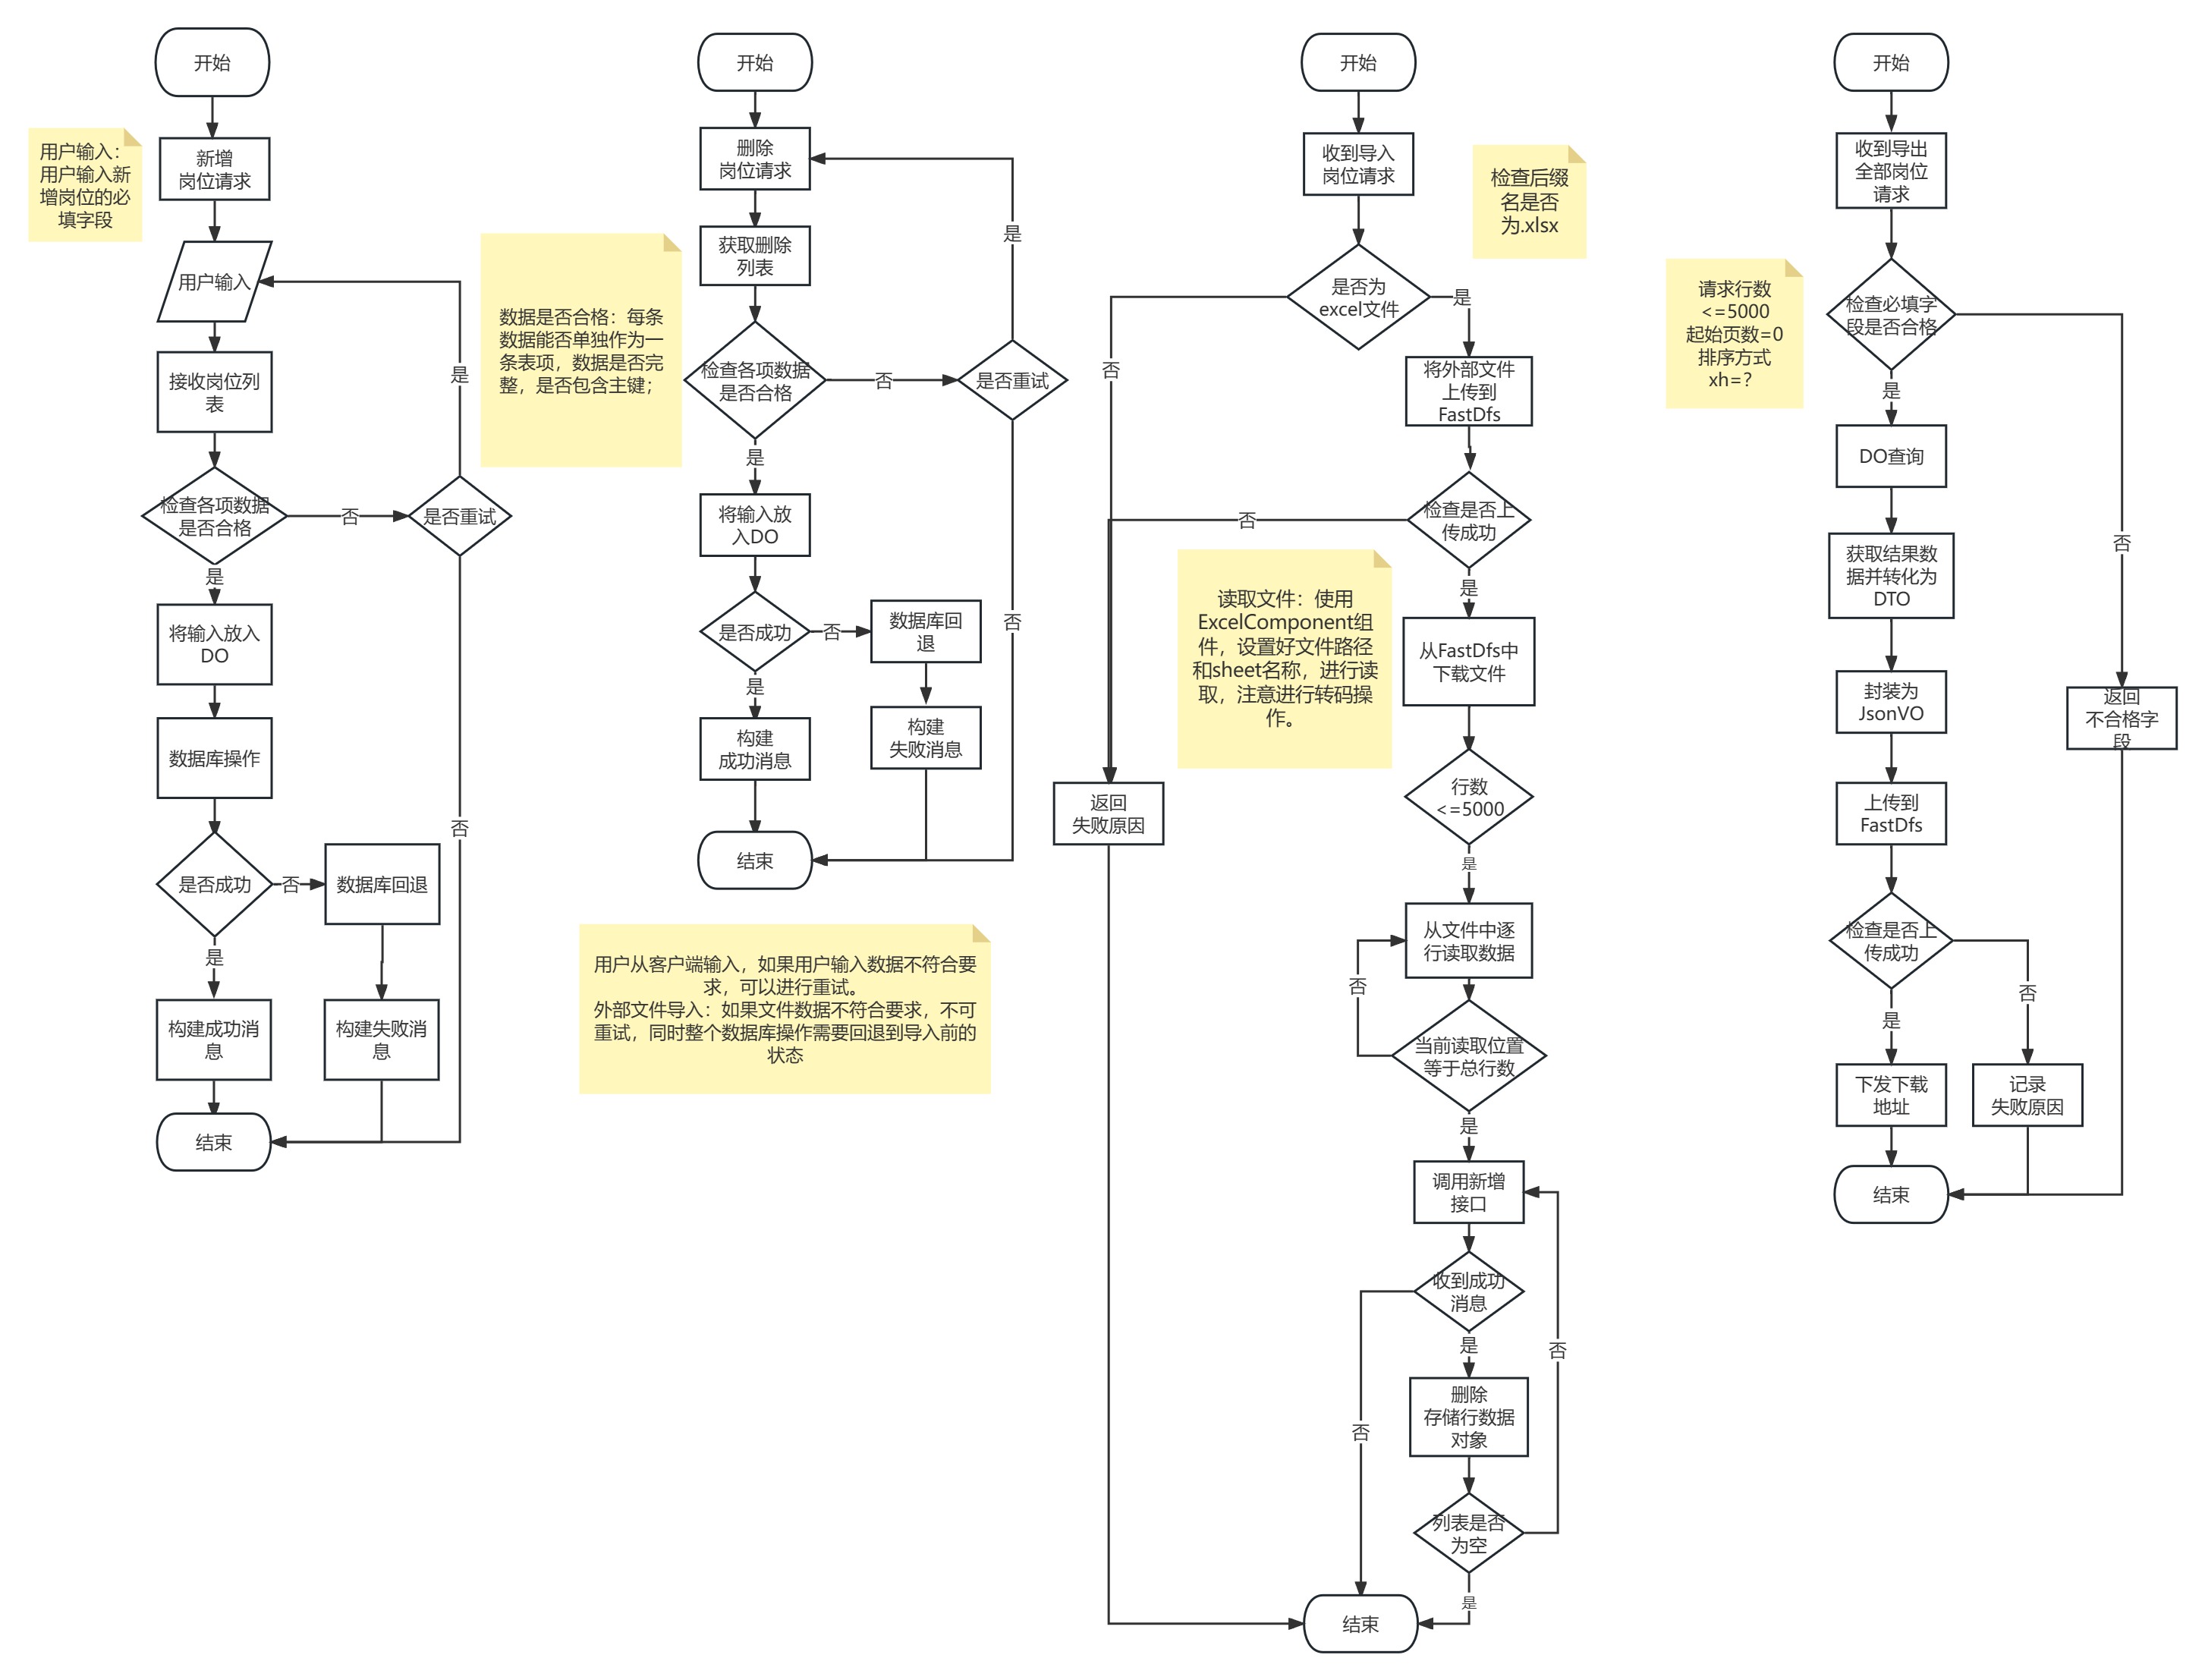 开始
新增
岗位请求
用户输入：
用户输入新
增岗位的必
填字段
用户输入
接收岗位列
表
检查各项数据
是否合格
否
是否重试
是
否
是
将输入放入
DO
数据库操作
是否成功
否
数据库回退
是
构建成功消
息
构建失败消
息
结束
开始
删除
岗位请求
获取删除
列表
数据是否合格：每条
数据能否单独作为一
条表项，数据是否完
整，是否包含主键；
检查各项数据
是否合格
否
是否重试
是
否
是
将输入放
入DO
是否成功
否
数据库回
退
是
构建
成功消息
构建
失败消息
结束
用户从客户端输入，如果用户输入数据不符合要
求，可以进行重试。
外部文件导入：如果文件数据不符合要求，不可
重试，同时整个数据库操作需要回退到导入前的
状态
开始
收到导入
岗位请求
检查后缀
名是否
为.xlsx
是否为
excel文件
是
否
将外部文件
上传到
FastDfs
检查是否上
传成功
否
是
读取文件：使用
ExcelComponent组
件，设置好文件路径
和sheet名称，进行读
取，注意进行转码操
作。
从FastDfs中
下载文件
返回
失败原因
行数
<=5000
是
从文件中逐
行读取数据
否
当前读取位置
等于总行数
是
调用新增
接口
收到成功
消息
是
否
否
删除
存储行数据
对象
列表是否
为空
是
结束
开始
收到导出
全部岗位
请求
请求行数
<=5000
起始页数=0
排序方式
xh=?
检查必填字
段是否合格
是
否
DO查询
获取结果数
据并转化为
DTO
封装为
JsonVO
返回
不合格字
段
上传到
FastDfs
检查是否上
传成功
是
否
下发下载
地址
记录
失败原因
结束